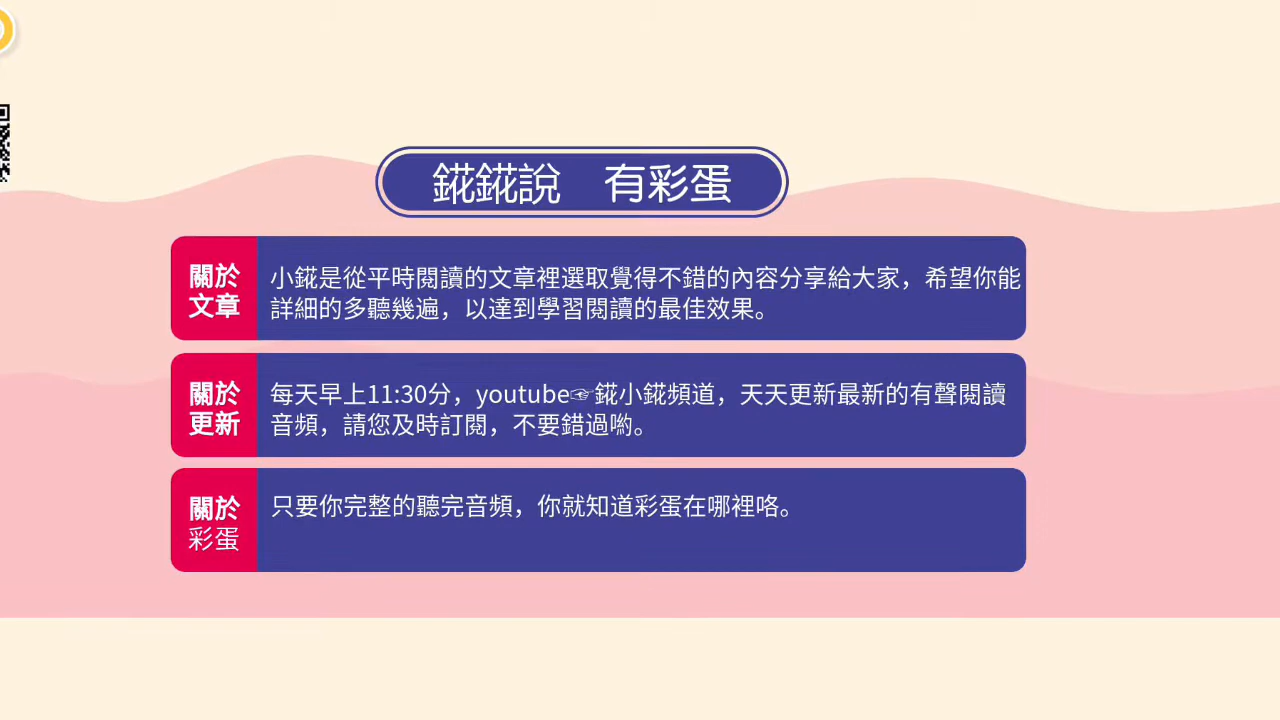 錵錵說　有彩蛋
關於
文章
小錵是從平時閱讀的文章裡選取覺得不錯的內容分享給大家，希望你能
詳細的多聽幾遍，以達到學習閱讀的最佳效果。
關於
更新
每天早上11:30分，youtube☞錵小錵頻道，天天更新最新的有聲閱讀
音頻，請您及時訂閱，不要錯過喲。
關於
彩蛋
只要你完整的聽完音頻，你就知道彩蛋在哪裡咯。